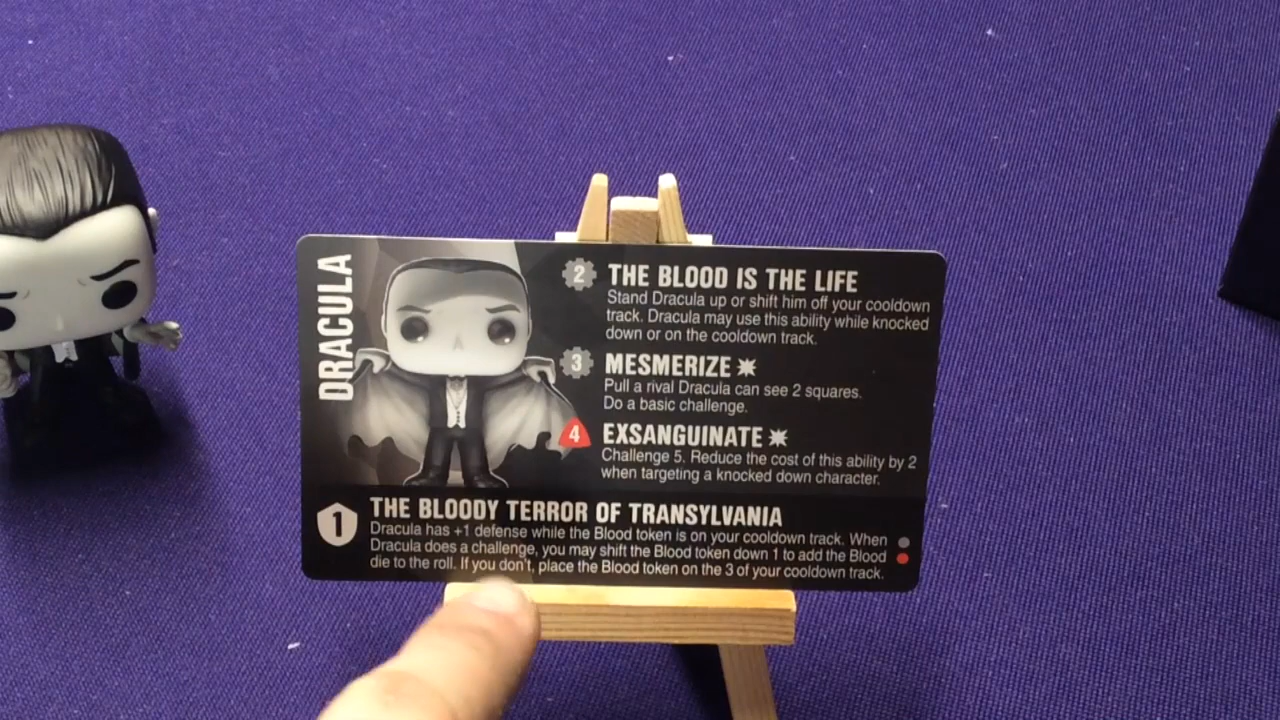 DRACULA
2 THE BLOOD IS THE LIFE
Stand Dracula up or shift him off your cooldown
track. Dracula may use this ability while knocked
down or on the cooldown track.
3 MESMERIZE
Pull a rival Dracula can see 2 squares.
Do a basic challenge.
4 EXSANGUINATE
Challenge 5. Reduce the cost of this ability by 2
when targeting a knocked down character.
1 THE BLOODY TERROR OF TRANSYLVANIA
Dracula has +1 defense while the Blood token is on your cooldown track. When
Dracula does a challenge, you may shift the Blood token down 1 to add the Blood
die to the roll. If you don't, place the Blood token on the 3 of your cooldown track.